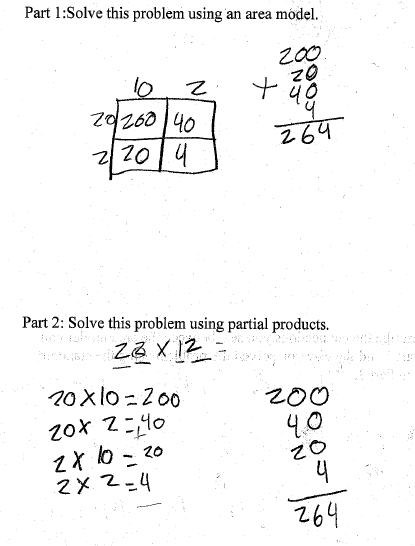 Part 1:Solve this problem using an area model.
10 2
20 200 40
2 20 4
200
20
+ 40
4
264
Part 2: Solve this problem using partial products.
22 X 12 =
20 X 10 = 200
20 X 2 = 40
2 X 10 = 20
2 X 2 = 4
200
40
20
4
264